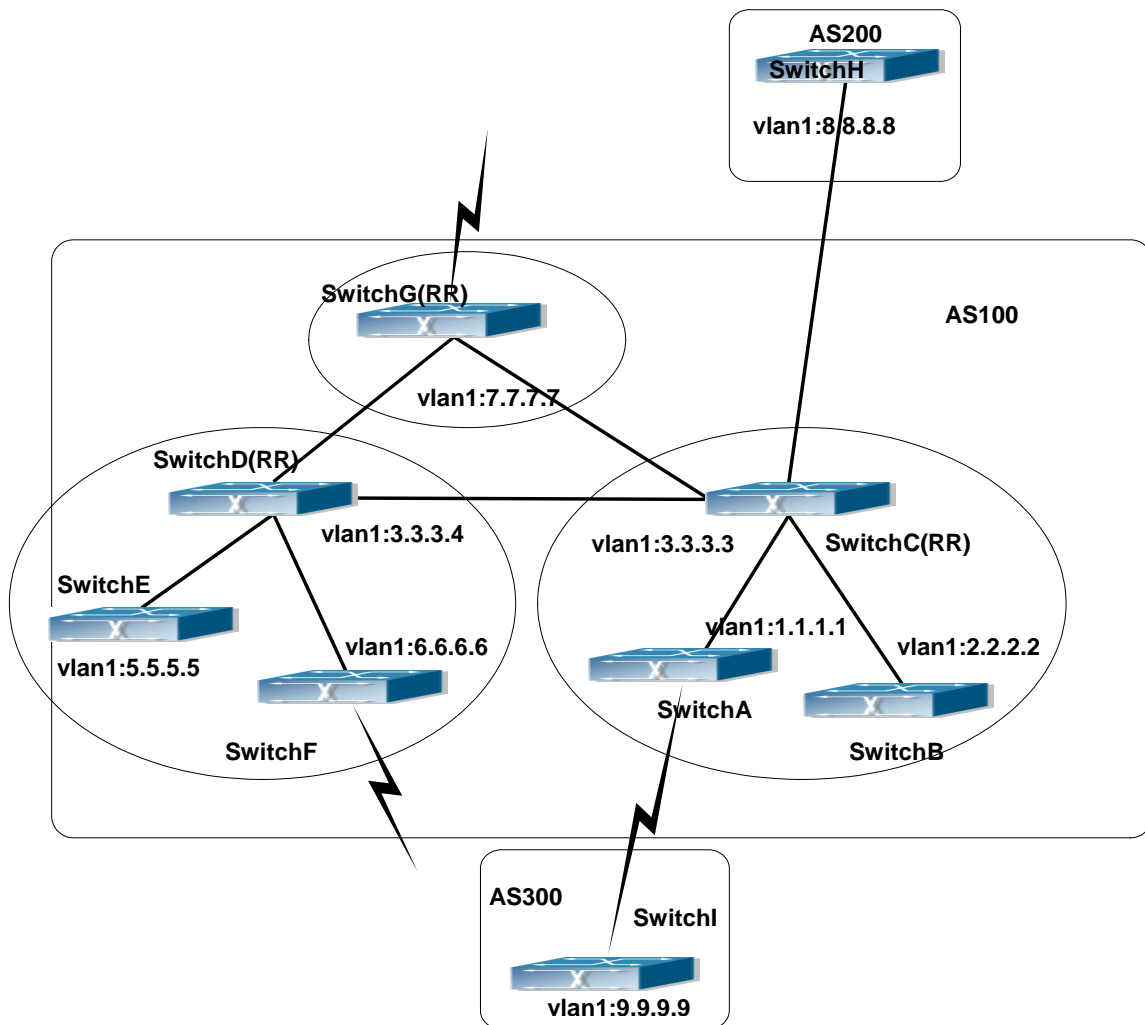 AS200
SwitchH
vlan1:8.8.8.8
SwitchG(RR)
AS100
vlan1:7.7.7.7
SwitchD(RR)
vlan1:3.3.3.4
vlan1:3.3.3.3
SwitchC(RR)
SwitchE
vlan1:5.5.5.5
vlan1:6.6.6.6
vlan1:1.1.1.1
vlan1:2.2.2.2
SwitchF
SwitchA
SwitchB
AS300
SwitchI
vlan1:9.9.9.9